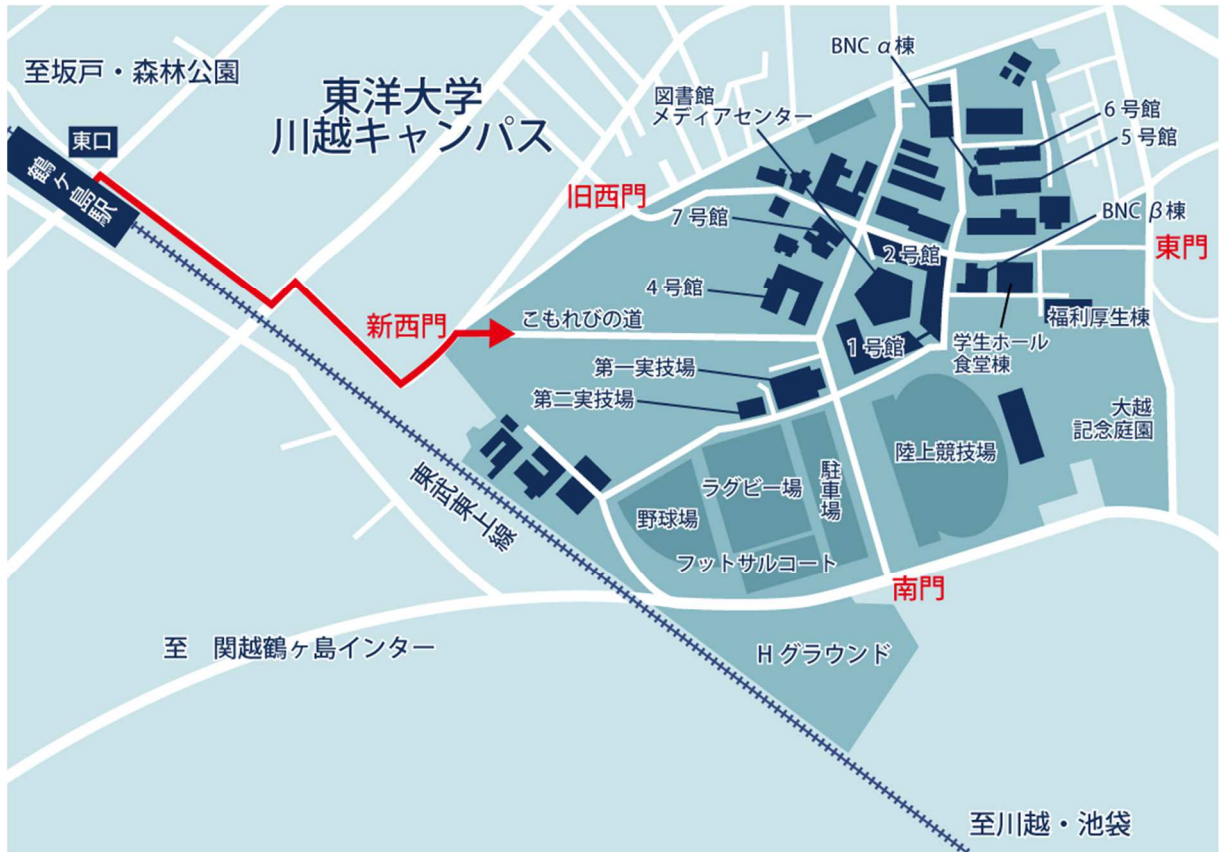 至坂戸・森林公園
東洋大学
川越キャンパス
東口
鶴ヶ島駅
BNC α棟
図書館
メディアセンター
6号館
5号館
旧西門
7号館
BNC β棟
東門
2号館
4号館
新西門
こもれびの道
福利厚生棟
1号館
学生ホール
食堂棟
第一実技場
第二実技場
大越
記念庭園
陸上競技場
駐車場
ラグビー場
野球場
東武東上線
フットサルコート
南門
至 関越鶴ヶ島インター
Hグラウンド
至川越・池袋